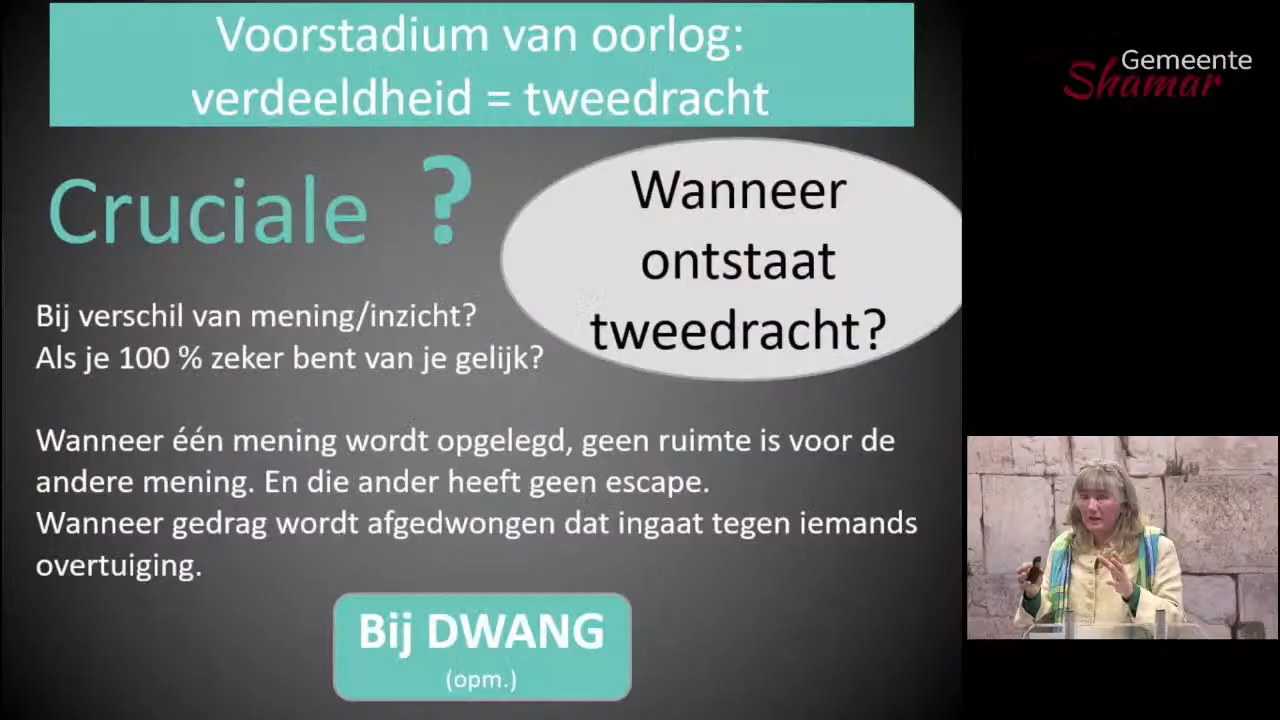 Voorstadium van oorlog:
verdeeldheid = tweedracht
Gemeente
Shamar
Cruciale ?
Wanneer
ontstaat
tweedracht?
Bij verschil van mening/inzicht?
Als je 100 % zeker bent van je gelijk?
Wanneer één mening wordt opgelegd, geen ruimte is voor de
andere mening. En die ander heeft geen escape.
Wanneer gedrag wordt afgedwongen dat ingaat tegen iemands
overtuiging.
Bij DWANG
(opm.)